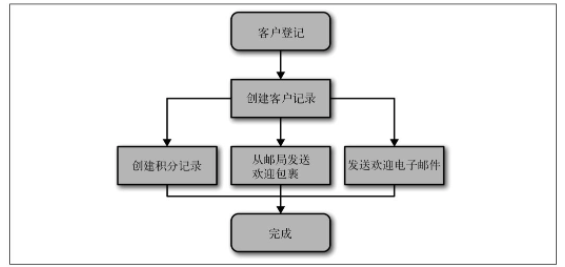 客户登记
创建客户记录
创建积分记录
从邮局发送
欢迎包裹
发送欢迎电子邮件
完成